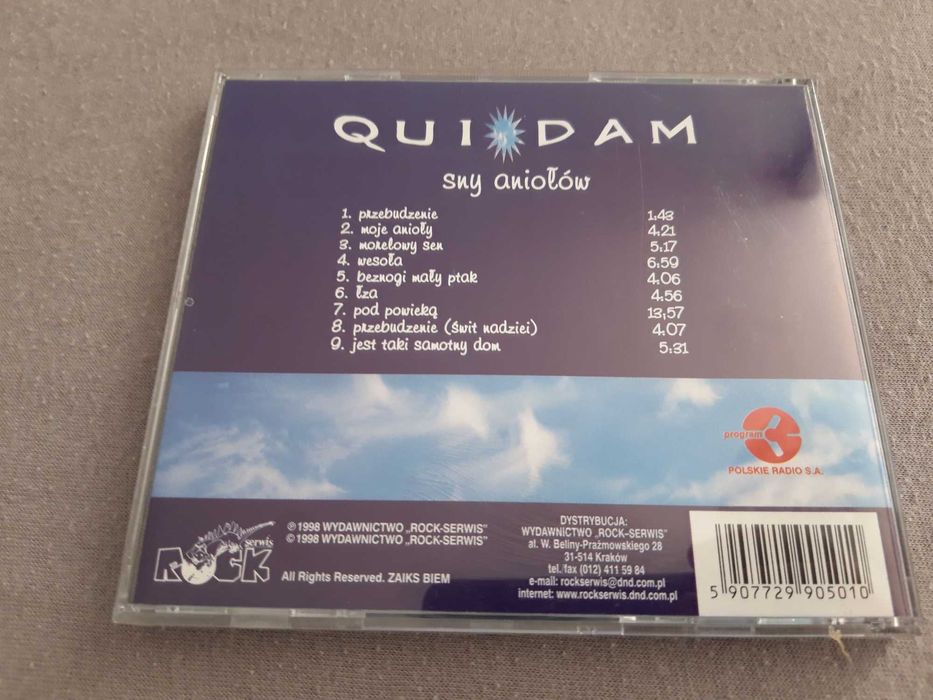 QUIDAM
sny aniołów
1. przebudzenie 1:43
2. moje anioły 4.21
3. morelowy sen 5:17
4. wesoła 6:59
5. beznogi mały ptak 4.06
6. łza 4.56
7. pod powieką 13,57
8. przebudzenie (świt nadziei) 4.07
9. jest taki samotny dom 5:31
program
POLSKIE RADIO S.A.
serwis
ROCK
℗ 1998 WYDAWNICTWO „ROCK-SERWIS"
© 1998 WYDAWNICTWO „ROCK-SERWIS"
All Rights Reserved. ZAIKS BIEM
DYSTRYBUCJA:
WYDAWNICTWO "ROCK-SERWIS"
al. W. Beliny-Prażmowskiego 28
31-514 Kraków
tel. fax (012) 411 59 84
e-mail: rockserwis@dnd.com.pl
internet: www.rockserwis.dnd.com.pl
5 907729 905010